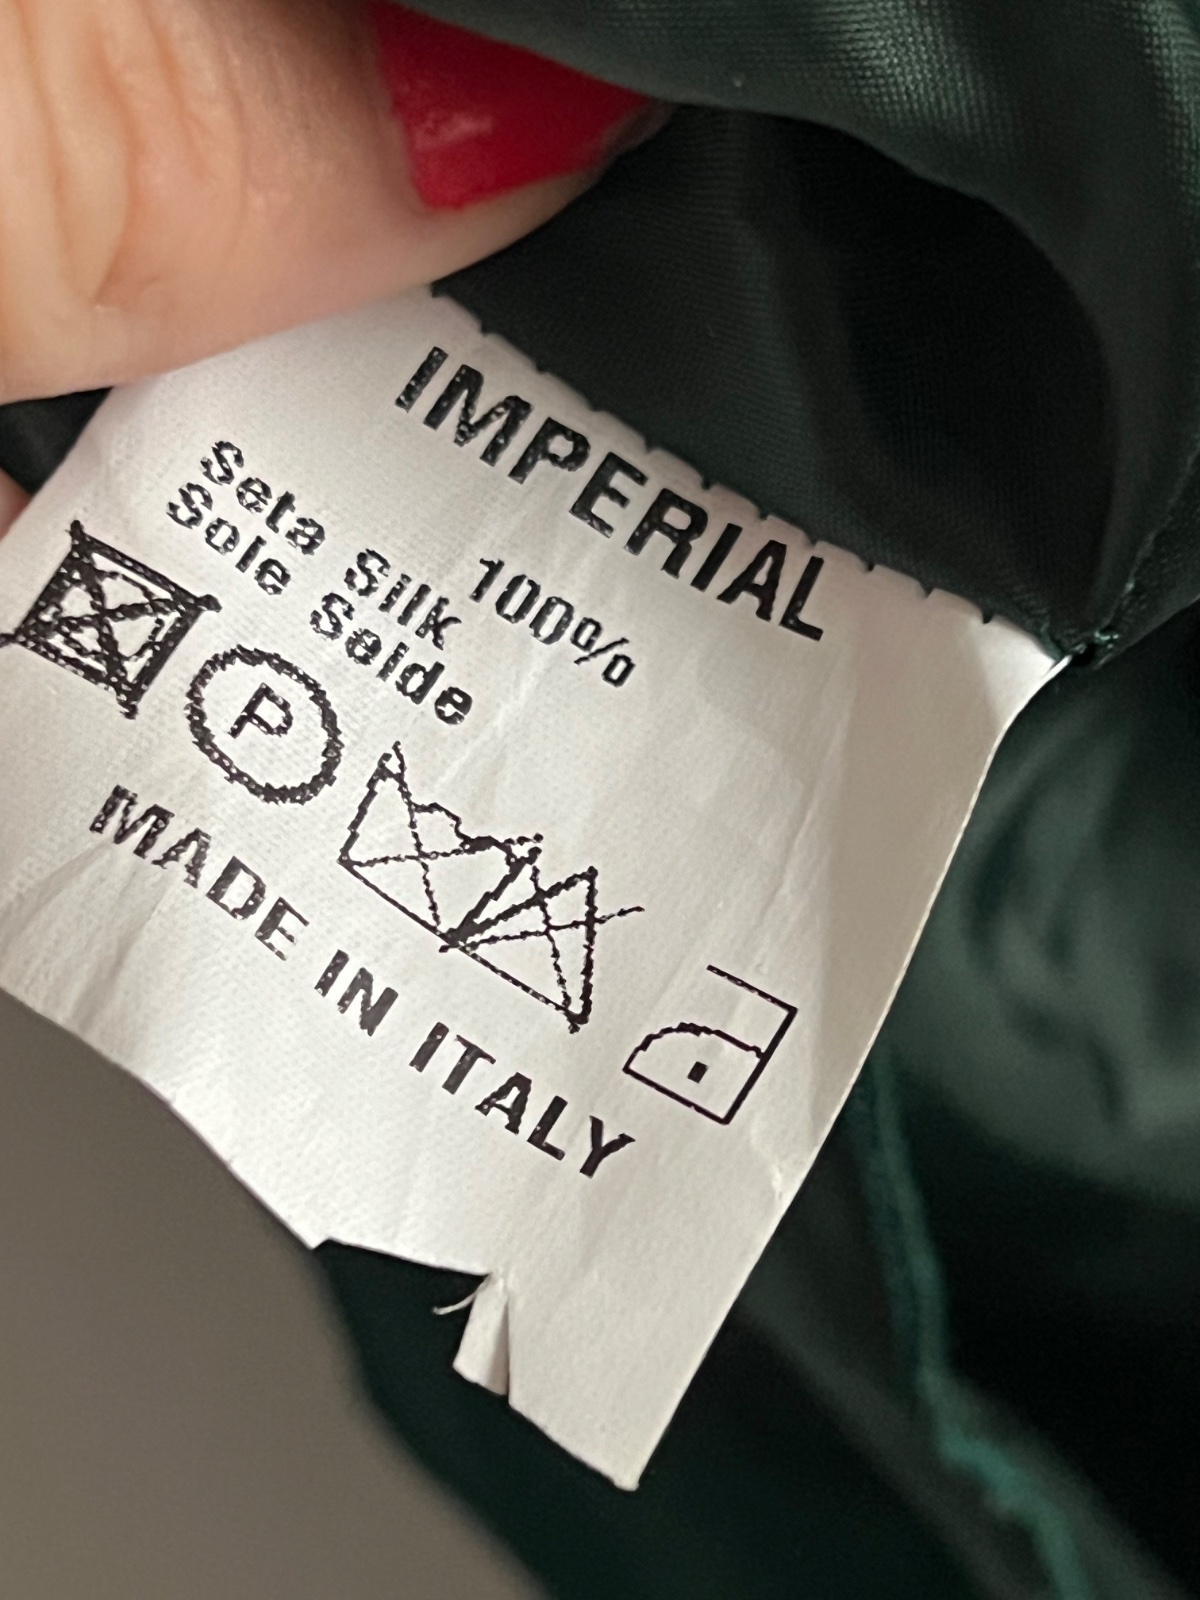 IMPERIAL
100%
Seta Silk
Sole Seide
P
MADE IN ITALY